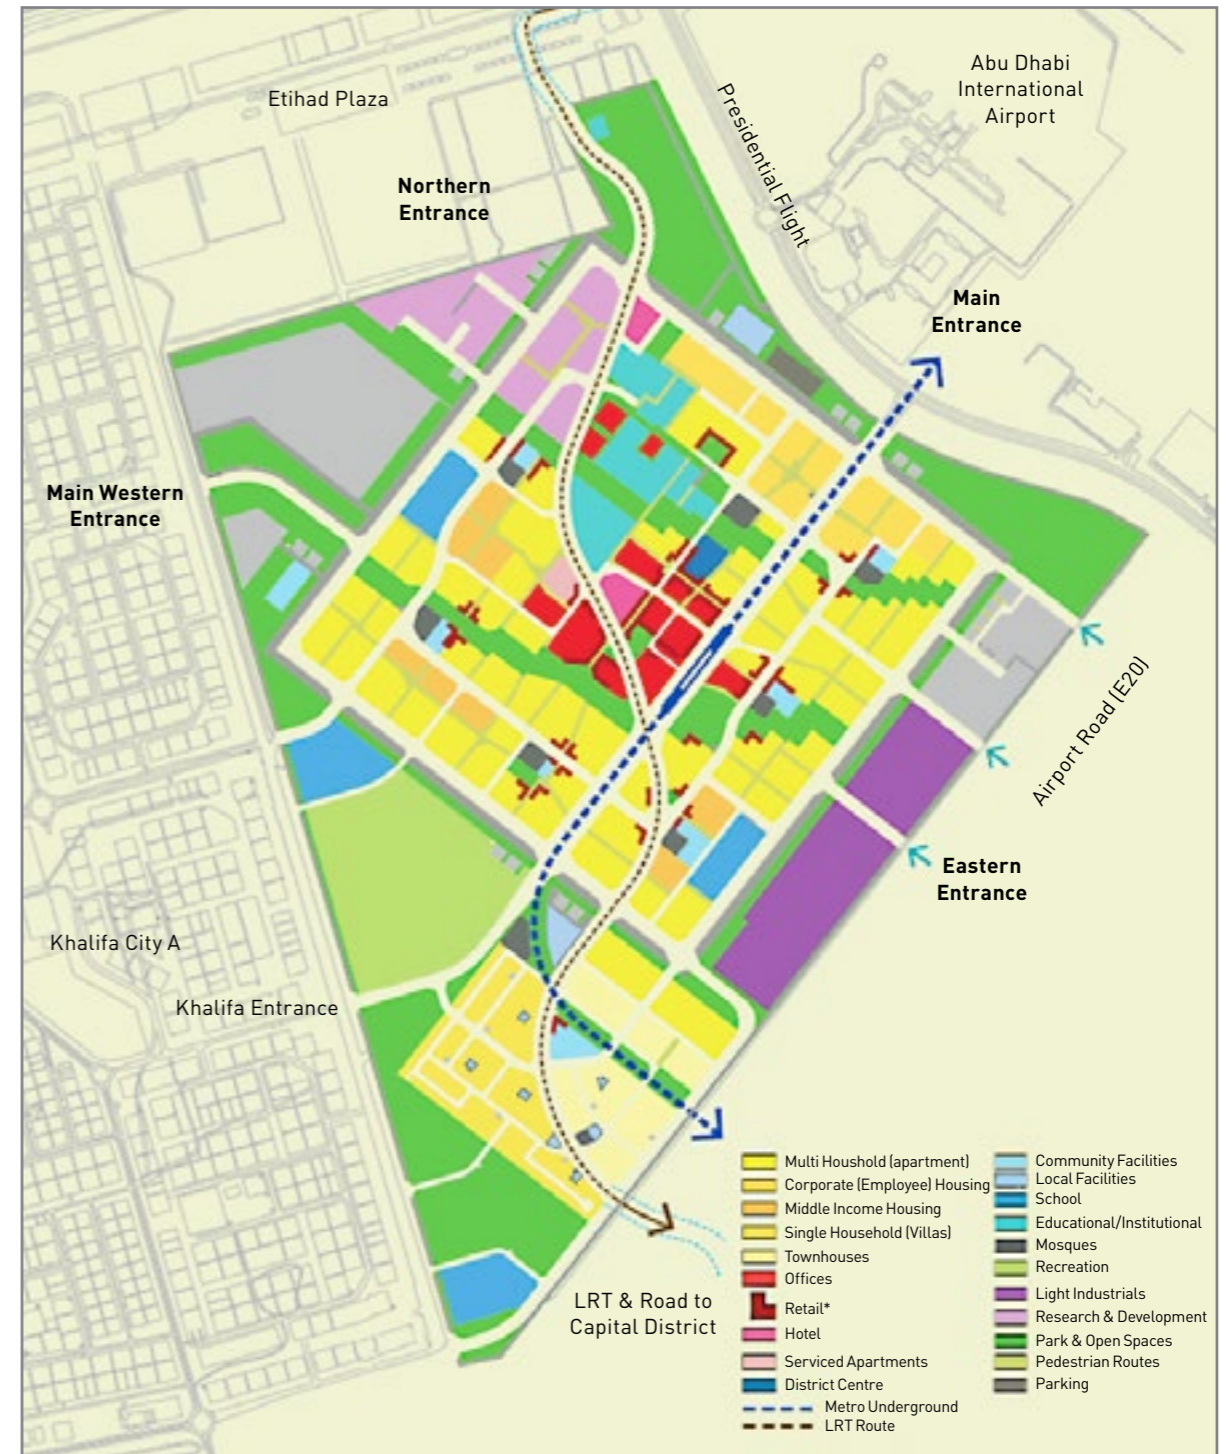 Etihad Plaza
Abu Dhabi
International
Airport
Presidential Flight
Northern
Entrance
Main
Entrance
Main Western
Entrance
Airport Road (E20)
Eastern
Entrance
Khalifa City A
Khalifa Entrance
LRT & Road to
Capital District
Multi Houshold (apartment)
Corporate (Employee) Housing
Middle Income Housing
Single Household (Villas)
Townhouses
Offices
Retail*
Hotel
Serviced Apartments
District Centre
Metro Underground
LRT Route
Community Facilities
Local Facilities
School
Educational/Institutional
Mosques
Recreation
Light Industrials
Research & Development
Park & Open Spaces
Pedestrian Routes
Parking